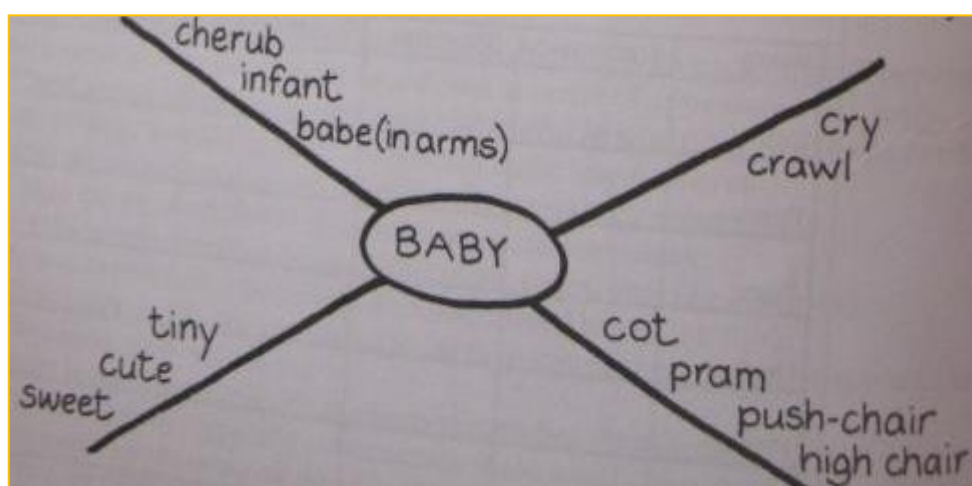 cherub
infant
babe(in arms)
cry
crawl
BABY
tiny
cute
sweet
cot
pram
push-chair
high chair